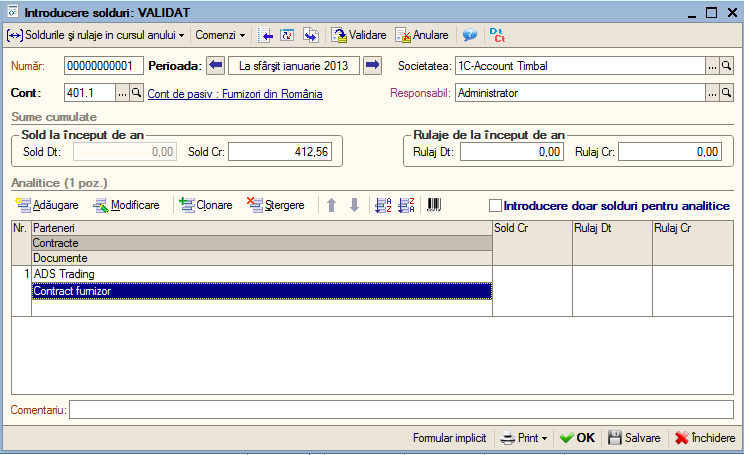 Introducere solduri: VALIDAT
Soldurile şi rulaje in cursul anului Comenzi Validare Anulare Dt Ct
Număr: 00000000001 Perioada: La sfârşit ianuarie 2013 Societatea: 1C-Account Timbal ...
Cont: 401.1 ... Cont de pasiv : Furnizori din România Responsabil: Administrator ...
Sume cumulate
Sold la început de an Rulaje de la început de an
Sold Dt: 0,00 Sold Cr: 412,56 Rulaj Dt: 0,00 Rulaj Cr: 0,00
Analitice (1 poz.)
Adăugare Modificare Clonare Ştergere Introducere doar solduri pentru analitice
Nr. Parteneri Sold Cr Rulaj Dt Rulaj Cr
Contracte
Documente
1 ADS Trading
Contract furnizor
Comentariu:
Formular implicit Print OK Salvare Închidere